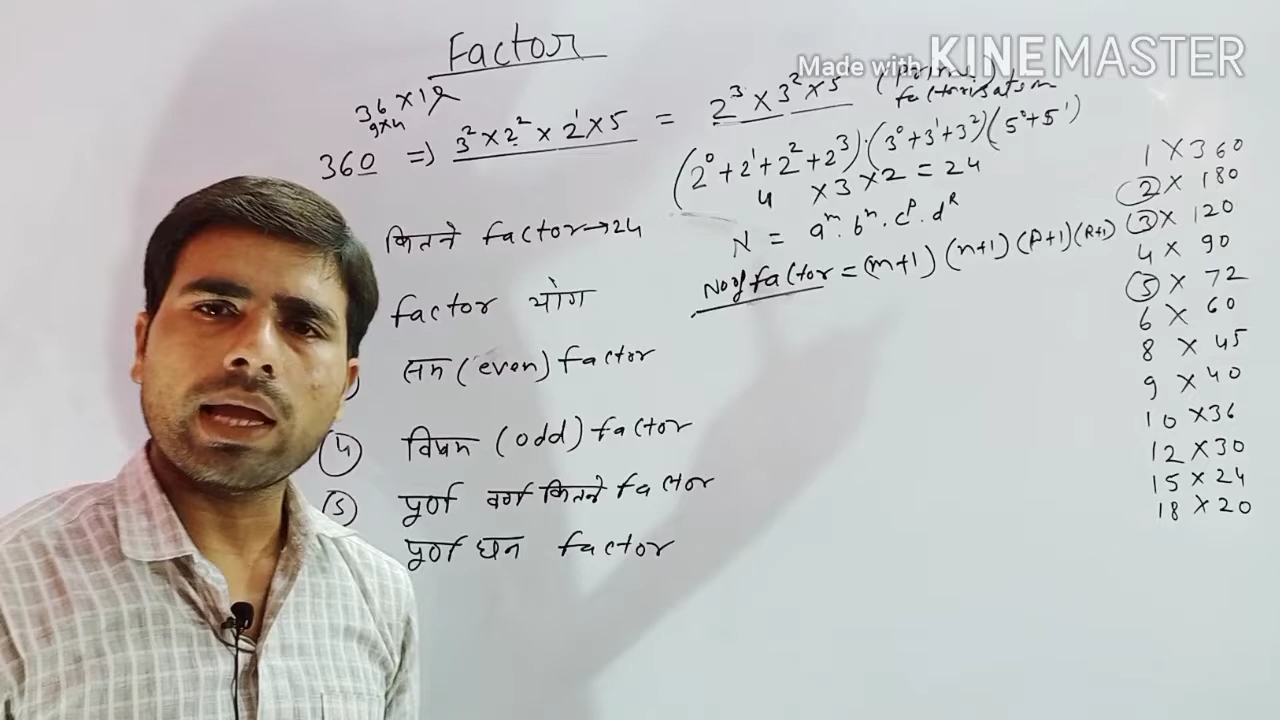 Made with KINEMASTER
Factor
36 × 10
9×4
360 => 3² × 2² × 2¹ × 5 = 2³ × 3² × 5¹ (Prime factorisation
(2⁰ + 2¹ + 2² + 2³) · (3⁰ + 3¹ + 3²) (5⁰ + 5¹)
4 × 3 × 2 = 24
कितने factor → 24
N = aᵐ · bⁿ · cᵖ · dᴿ
No of factor = (m+1) (n+1) (P+1) (R+1)
factor योग
सम (even) factor
4 विषम (odd) factor
5 पूर्ण वर्ग कितने factor
पूर्ण घन factor
1 × 360
2 × 180
3 × 120
4 × 90
5 × 72
6 × 60
8 × 45
9 × 40
10 × 36
12 × 30
15 × 24
18 × 20